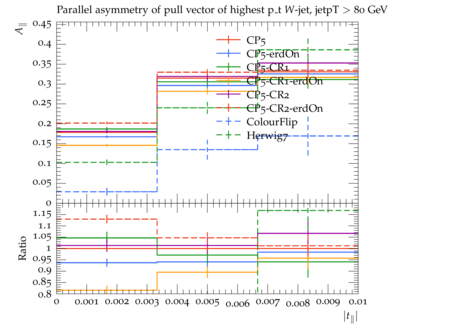 Parallel asymmetry of pull vector of highest p_t W-jet, jetpT > 80 GeV
A∥
0.45
0.4
0.35
0.3
0.25
0.2
0.15
0.1
0.05
0
CP5
CP5-erdOn
CP5-CR1
CP5-CR1-erdOn
CP5-CR2
CP5-CR2-erdOn
ColourFlip
Herwig7
Ratio
1.15
1.1
1.05
1
0.95
0.9
0.85
0.8
0 0.001 0.002 0.003 0.004 0.005 0.006 0.007 0.008 0.009 0.01
|t∥|